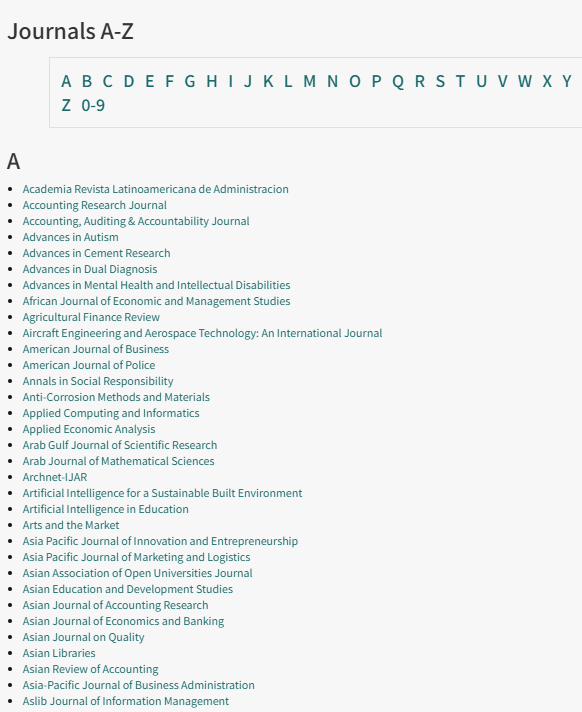 Journals A-Z
A B C D E F G H I J K L M N O P Q R S T U V W X Y
Z 0-9
A
Academia Revista Latinoamericana de Administracion
Accounting Research Journal
Accounting, Auditing & Accountability Journal
Advances in Autism
Advances in Cement Research
Advances in Dual Diagnosis
Advances in Mental Health and Intellectual Disabilities
African Journal of Economic and Management Studies
Agricultural Finance Review
Aircraft Engineering and Aerospace Technology: An International Journal
American Journal of Business
American Journal of Police
Annals in Social Responsibility
Anti-Corrosion Methods and Materials
Applied Computing and Informatics
Applied Economic Analysis
Arab Gulf Journal of Scientific Research
Arab Journal of Mathematical Sciences
Archnet-IJAR
Artificial Intelligence for a Sustainable Built Environment
Artificial Intelligence in Education
Arts and the Market
Asia Pacific Journal of Innovation and Entrepreneurship
Asia Pacific Journal of Marketing and Logistics
Asian Association of Open Universities Journal
Asian Education and Development Studies
Asian Journal of Accounting Research
Asian Journal of Economics and Banking
Asian Journal on Quality
Asian Libraries
Asian Review of Accounting
Asia-Pacific Journal of Business Administration
Aslib Journal of Information Management